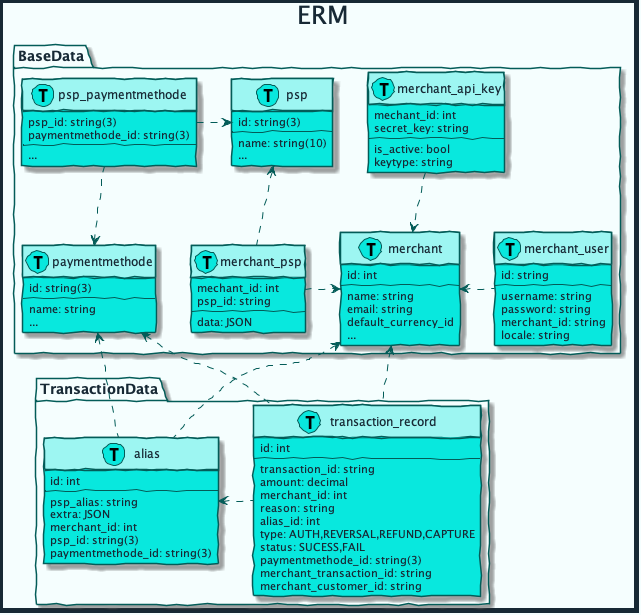 ERM
BaseData
T psp_paymentmethode
psp_id: string(3)
paymentmethode_id: string(3)
...
T psp
id: string(3)
name: string(10)
...
T merchant_api_key
mechant_id: int
secret_key: string
is_active: bool
keytype: string
T paymentmethode
id: string(3)
name: string
...
T merchant_psp
mechant_id: int
psp_id: string
data: JSON
T merchant
id: int
name: string
email: string
default_currency_id
...
T merchant_user
id: string
username: string
password: string
merchant_id: string
locale: string
TransactionData
T alias
id: int
psp_alias: string
extra: JSON
merchant_id: int
psp_id: string(3)
paymentmethode_id: string(3)
T transaction_record
id: int
transaction_id: string
amount: decimal
merchant_id: int
reason: string
alias_id: int
type: AUTH,REVERSAL,REFUND,CAPTURE
status: SUCESS,FAIL
paymentmethode_id: string(3)
merchant_transaction_id: string
merchant_customer_id: string